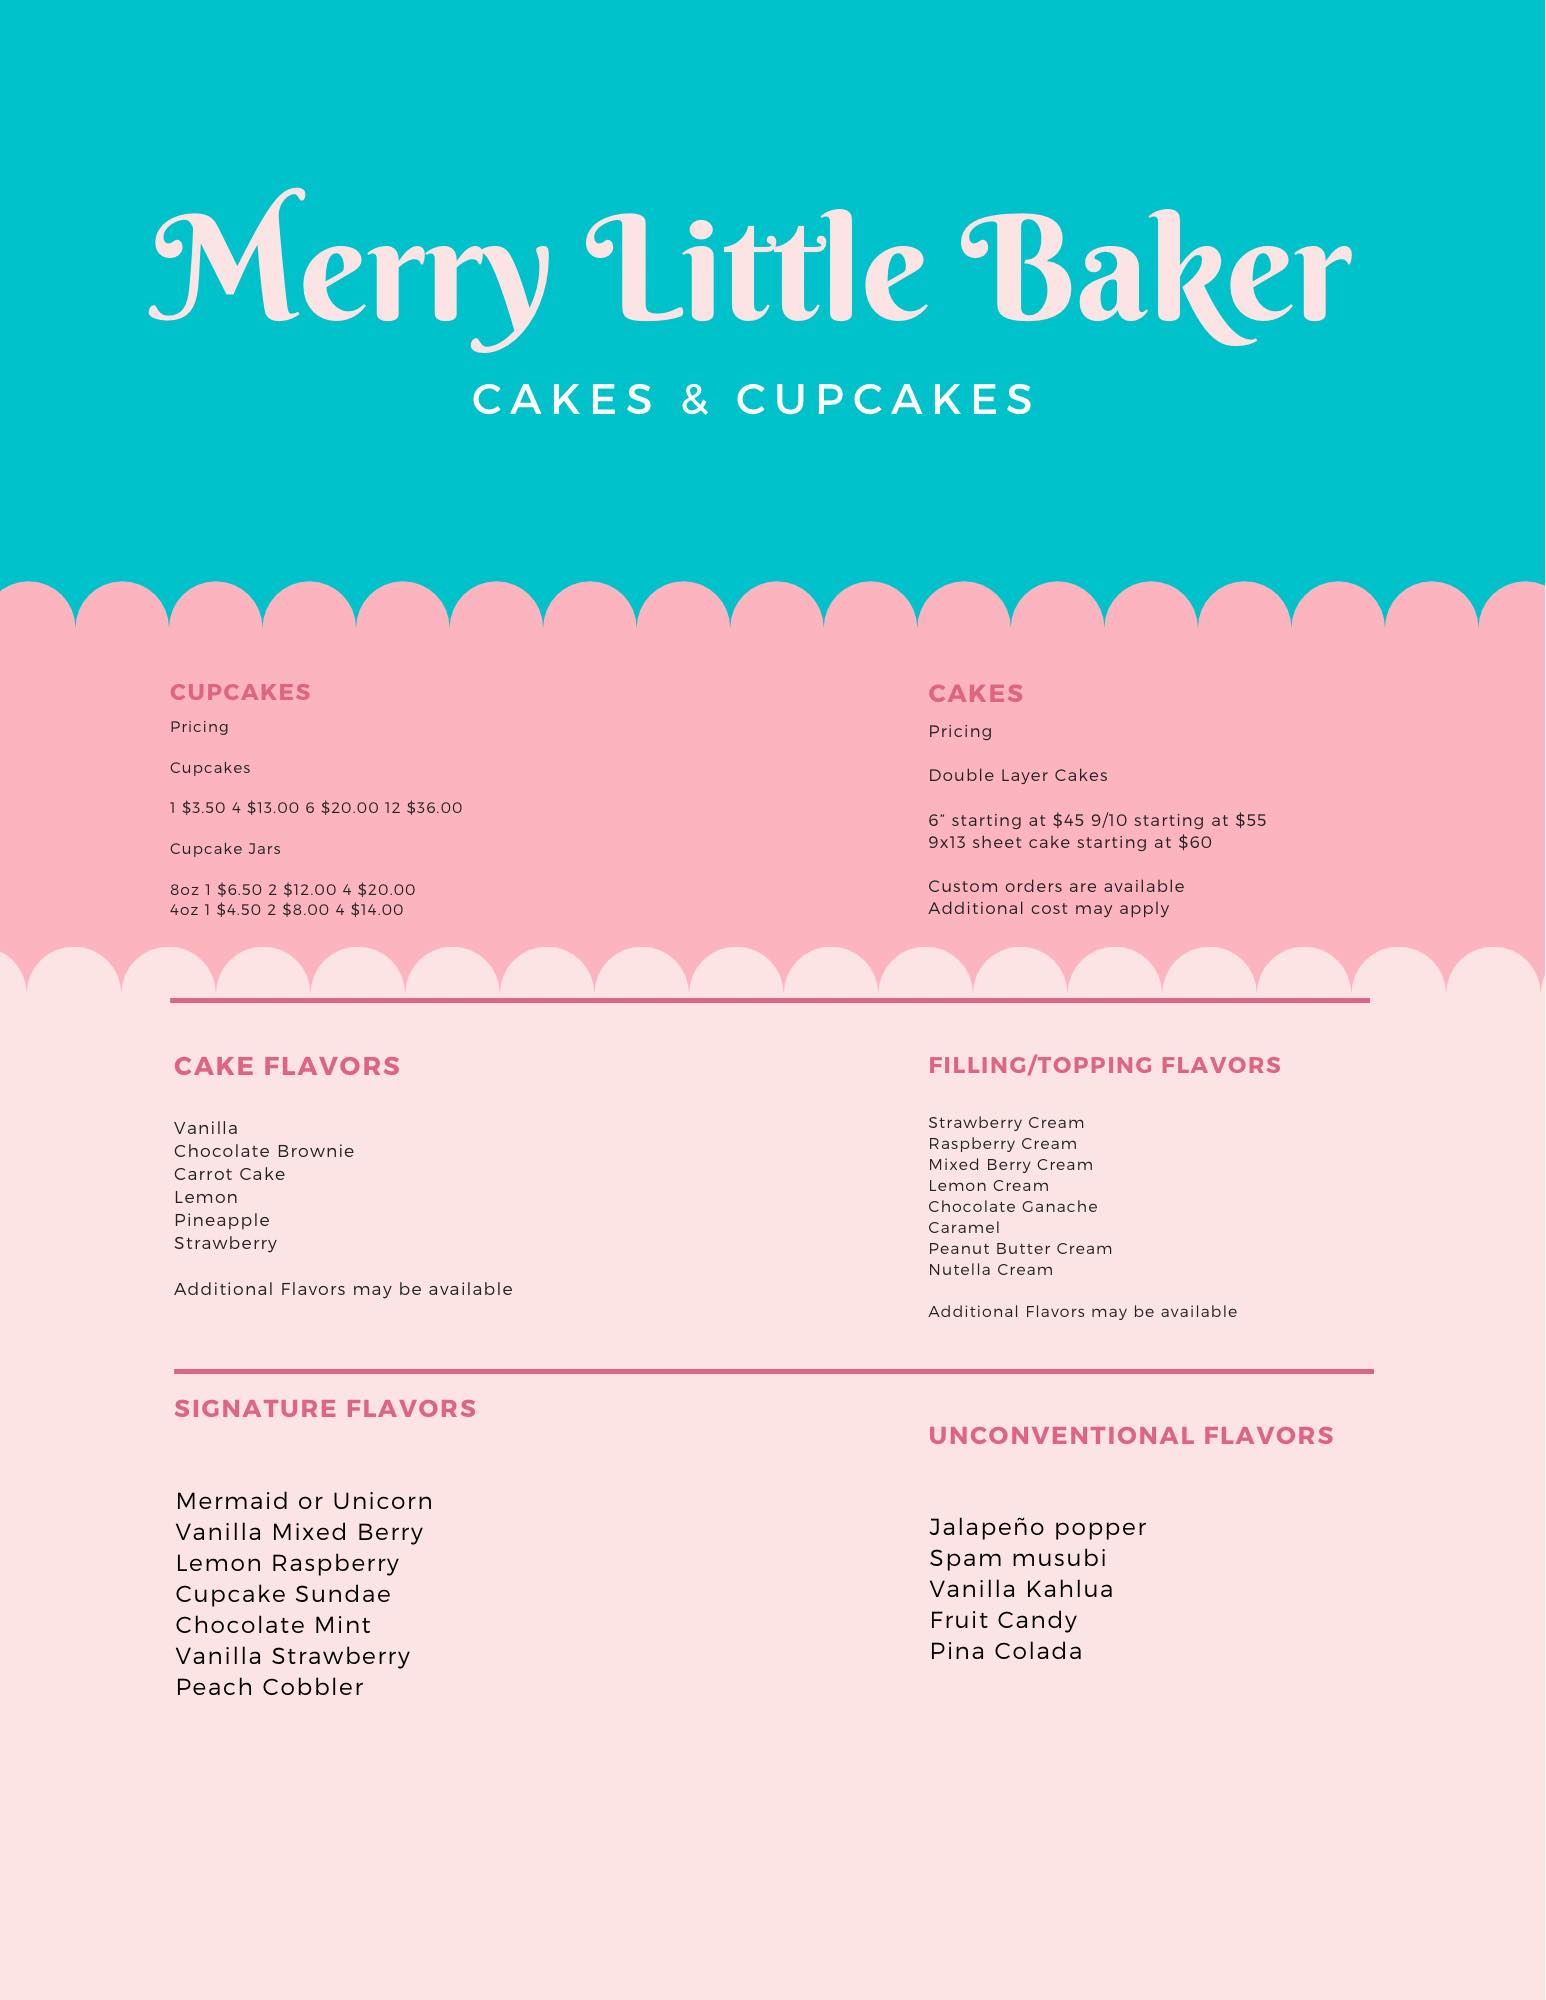 Merry Little Baker
CAKES & CUPCAKES
CUPCAKES
Pricing
Cupcakes
1 $3.50 4 $13.00 6 $20.00 12 $36.00
Cupcake Jars
8oz 1 $6.50 2 $12.00 4 $20.00
4oz 1 $4.50 2 $8.00 4 $14.00
CAKES
Pricing
Double Layer Cakes
6” starting at $45 9/10 starting at $55
9x13 sheet cake starting at $60
Custom orders are available
Additional cost may apply
CAKE FLAVORS
Vanilla
Chocolate Brownie
Carrot Cake
Lemon
Pineapple
Strawberry
Additional Flavors may be available
FILLING/TOPPING FLAVORS
Strawberry Cream
Raspberry Cream
Mixed Berry Cream
Lemon Cream
Chocolate Ganache
Caramel
Peanut Butter Cream
Nutella Cream
Additional Flavors may be available
SIGNATURE FLAVORS
Mermaid or Unicorn
Vanilla Mixed Berry
Lemon Raspberry
Cupcake Sundae
Chocolate Mint
Vanilla Strawberry
Peach Cobbler
UNCONVENTIONAL FLAVORS
Jalapeño popper
Spam musubi
Vanilla Kahlua
Fruit Candy
Pina Colada